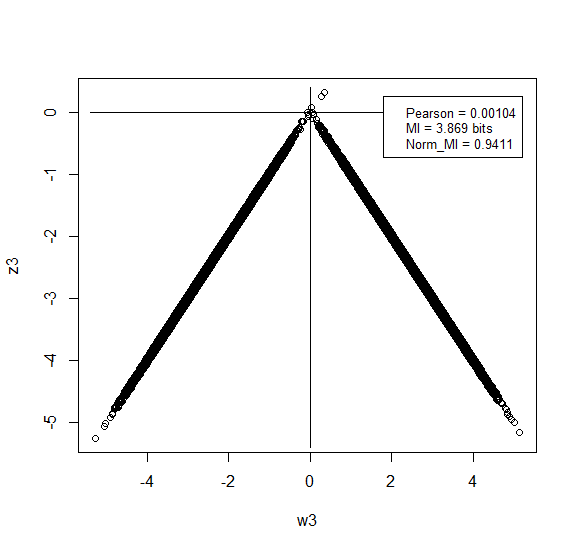 Pearson = 0.00104
MI = 3.869 bits
Norm_MI = 0.9411
z3
0
-1
-2
-3
-4
-5
-4 -2 0 2 4
w3